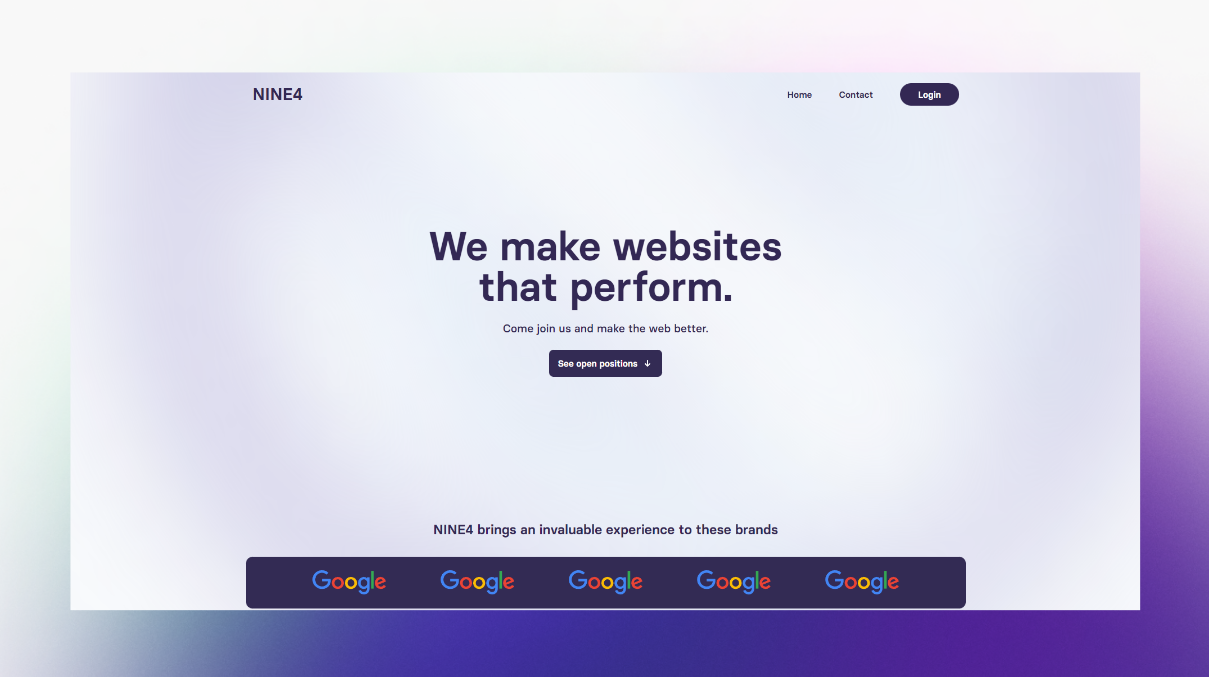 NINE4
Home Contact Login
We make websites
that perform.
Come join us and make the web better.
See open positions ↓
NINE4 brings an invaluable experience to these brands
Google Google Google Google Google